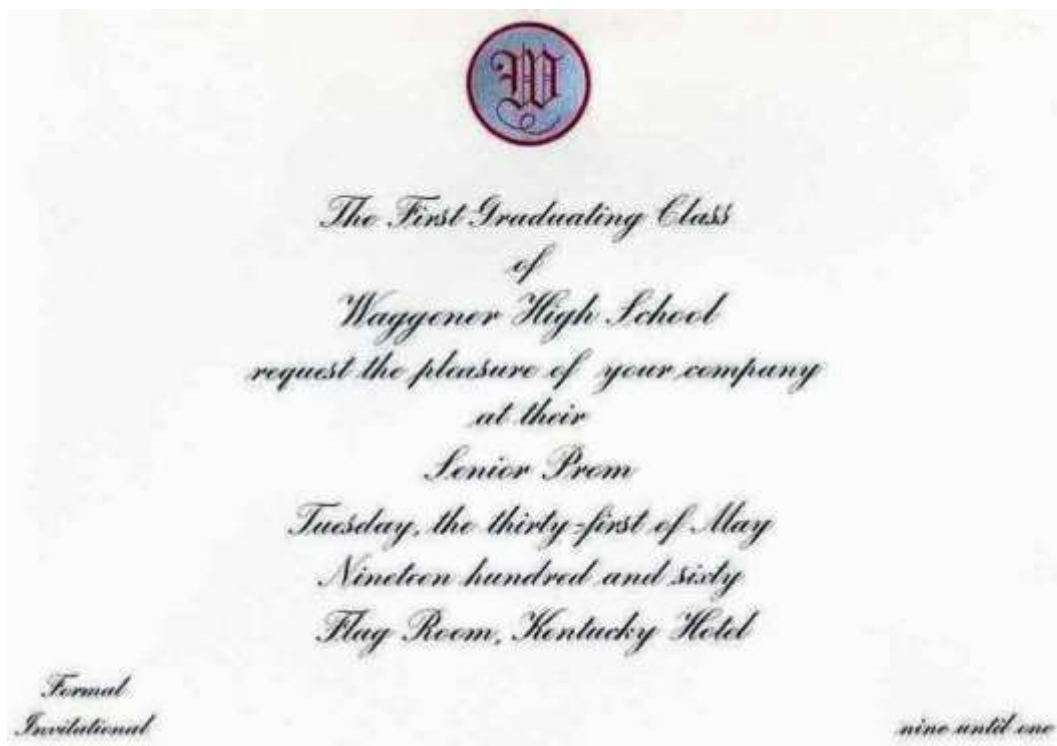 W
The First Graduating Class
of
Waggener High School
request the pleasure of your company
at their
Senior Prom
Tuesday, the thirty-first of May
Nineteen hundred and sixty
Flag Room, Kentucky Hotel
Formal
Invitational
nine until one